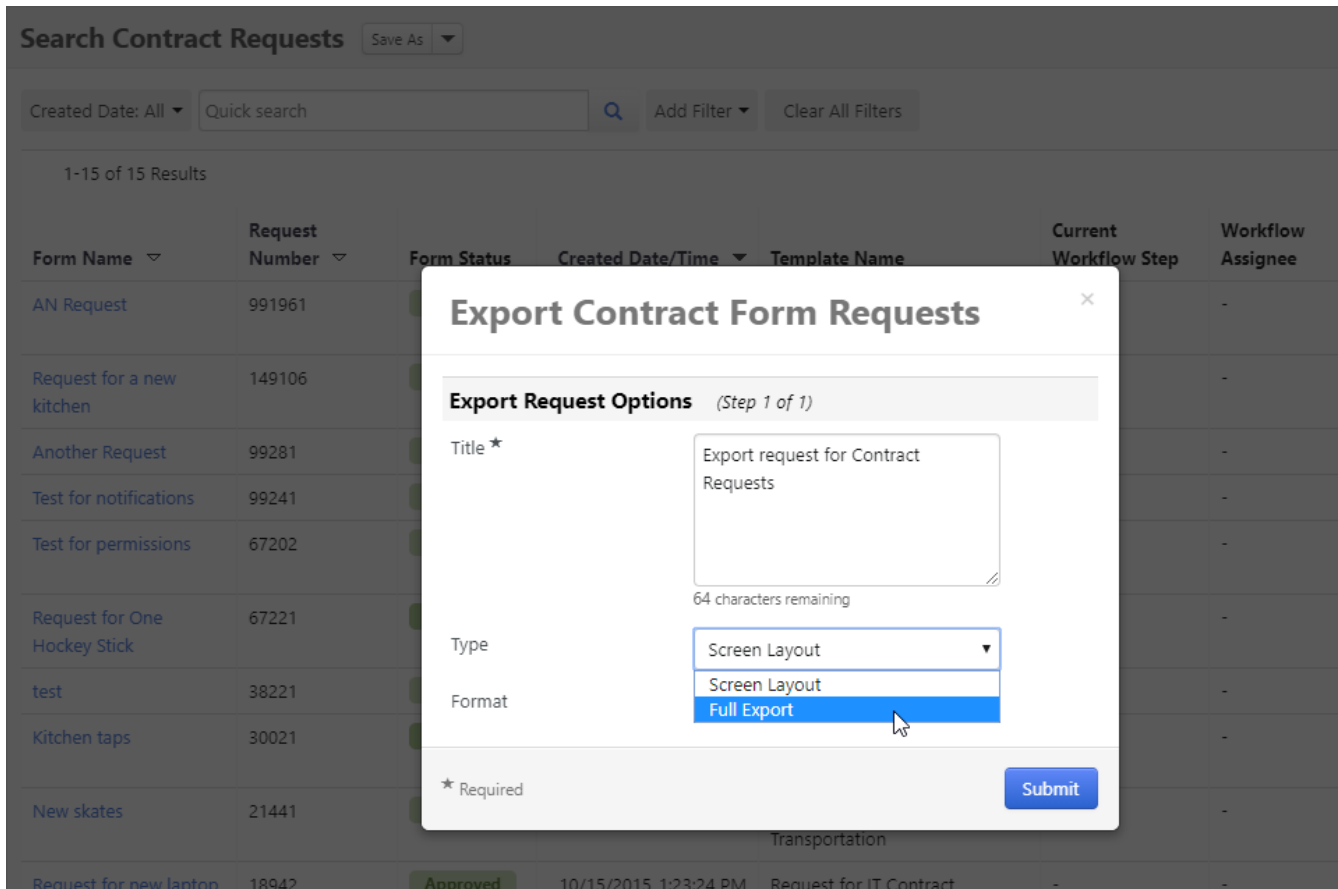 Search Contract Requests Save As
Created Date: All Quick search Add Filter Clear All Filters
1-15 of 15 Results
Form Name Request Number Form Status Created Date/Time Template Name Current Workflow Step Workflow Assignee
AN Request 991961 -
Request for a new kitchen 149106 -
Another Request 99281 -
Test for notifications 99241 -
Test for permissions 67202 -
Request for One Hockey Stick 67221 -
test 38221 -
Kitchen taps 30021 -
New skates 21441 -
Transportation
Request for new laptop 18942 Approved 10/15/2015 1:23:24 PM Request for IT Contract - -
Export Contract Form Requests ×
Export Request Options (Step 1 of 1)
Title ★
Export request for Contract
Requests
64 characters remaining
Type Screen Layout
Screen Layout
Format Full Export
★ Required Submit